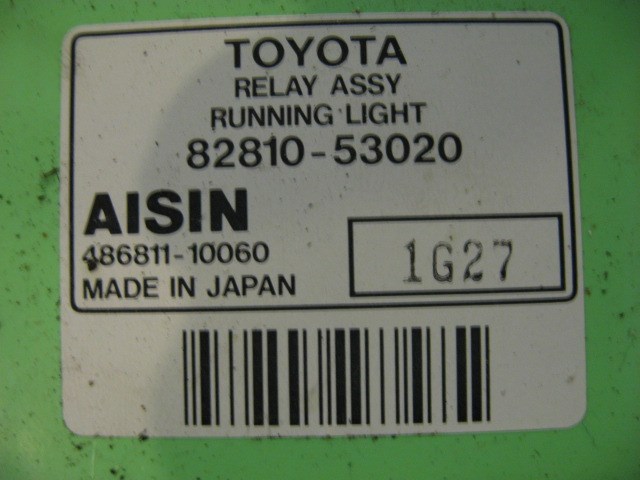 TOYOTA
RELAY ASSY
RUNNING LIGHT
82810-53020
AISIN
486811-10060
MADE IN JAPAN
1G27